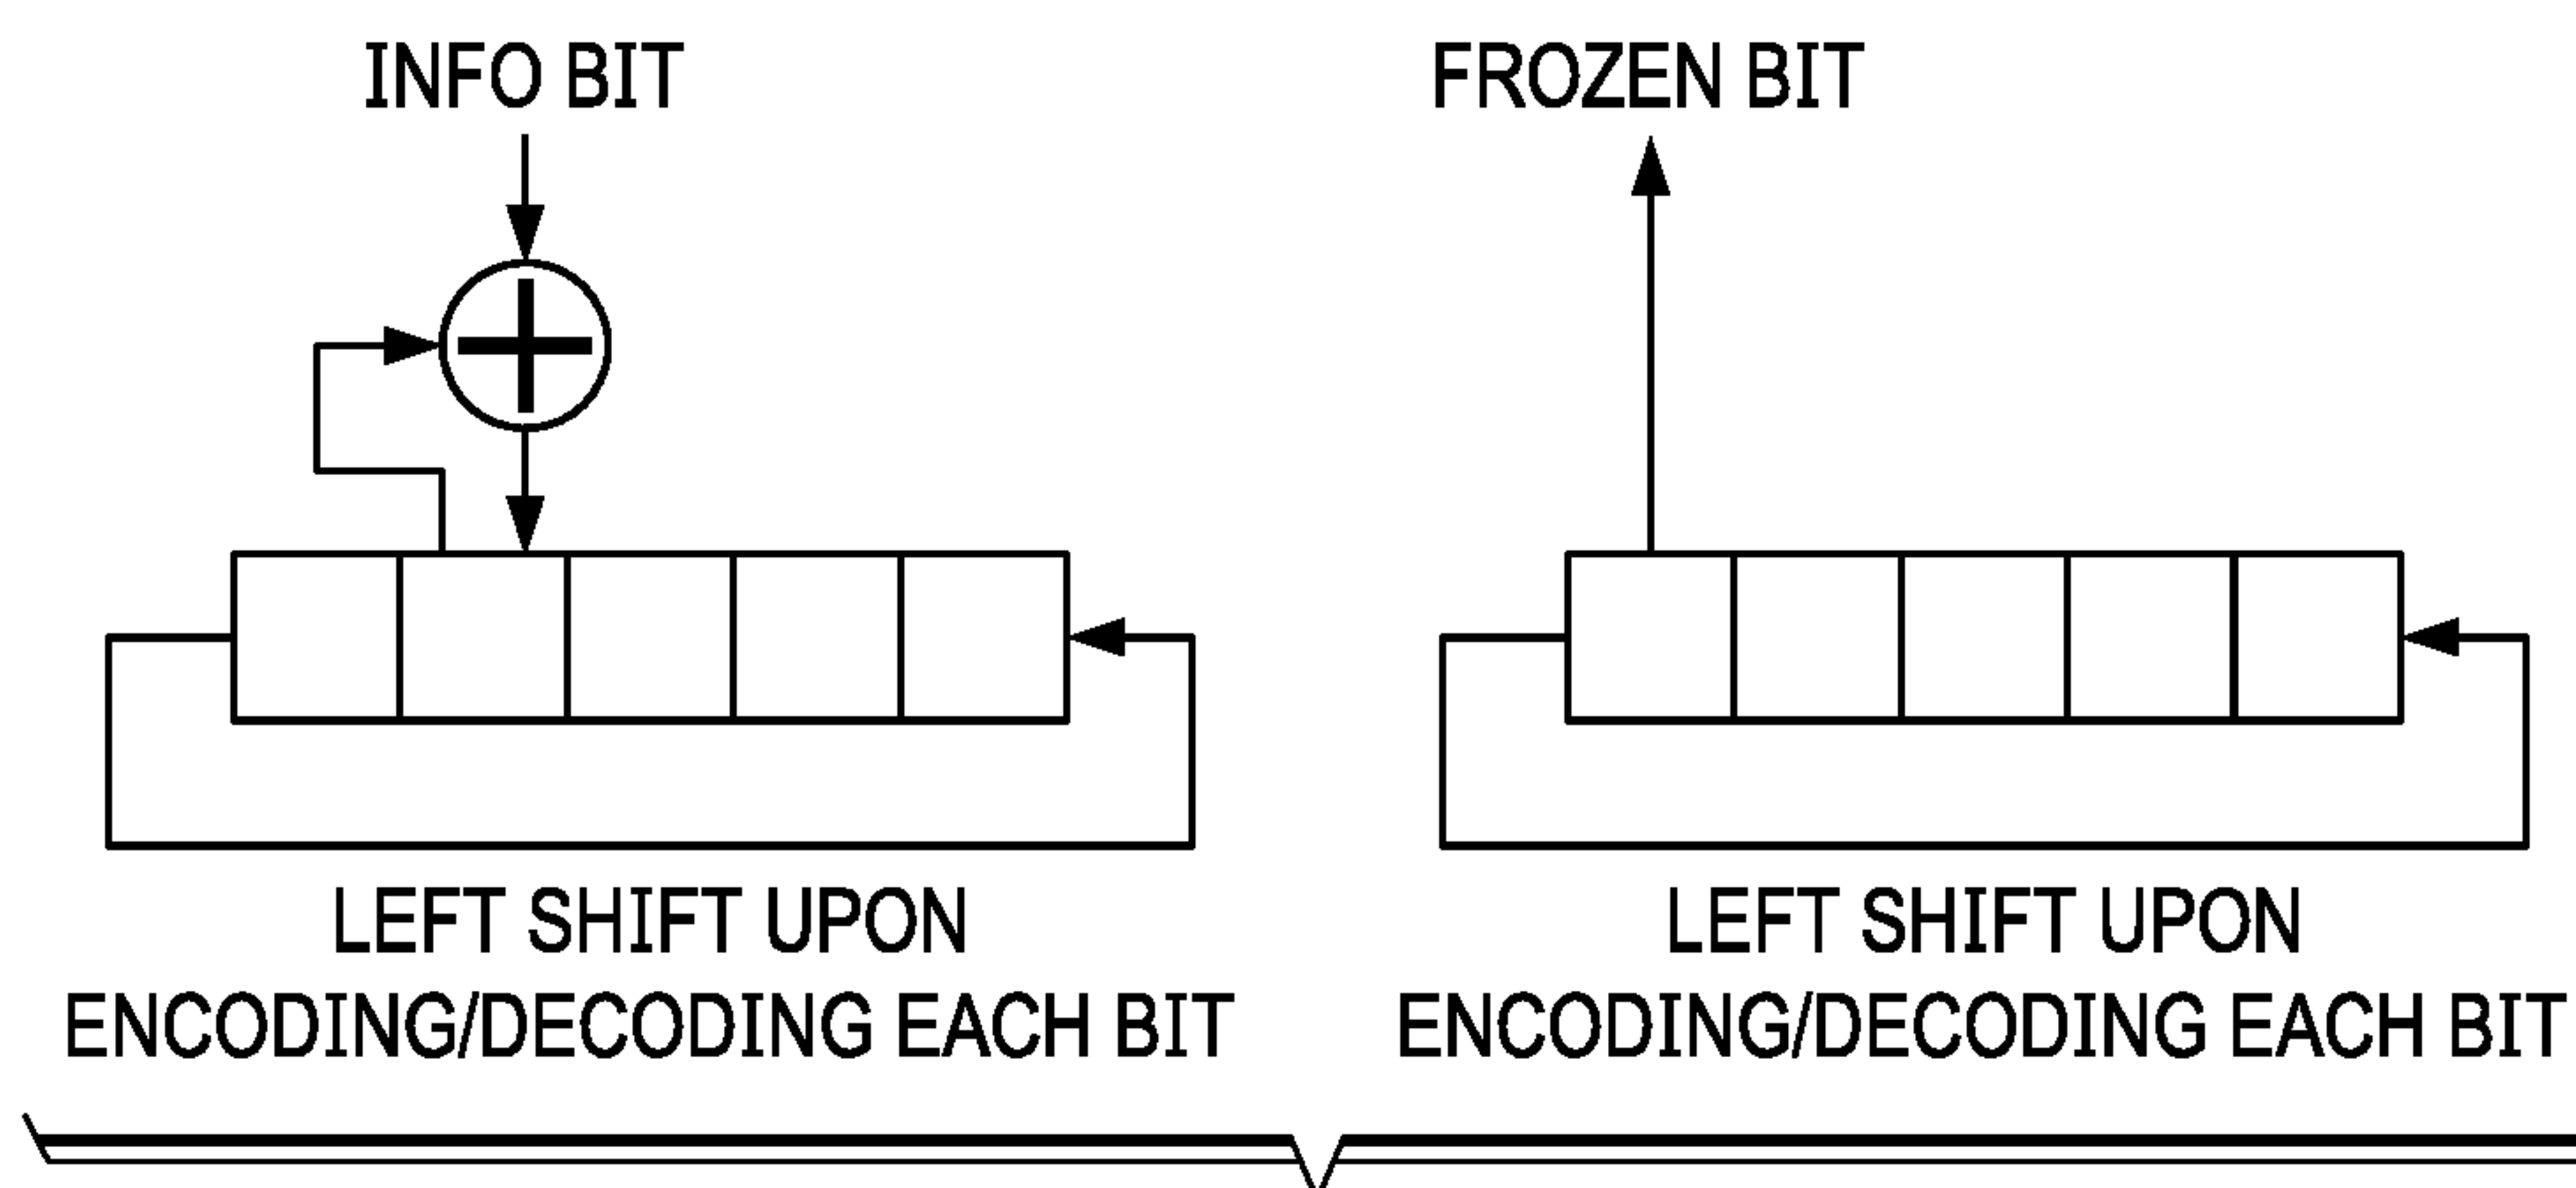 INFO BIT
FROZEN BIT
LEFT SHIFT UPON
ENCODING/DECODING EACH BIT
LEFT SHIFT UPON
ENCODING/DECODING EACH BIT